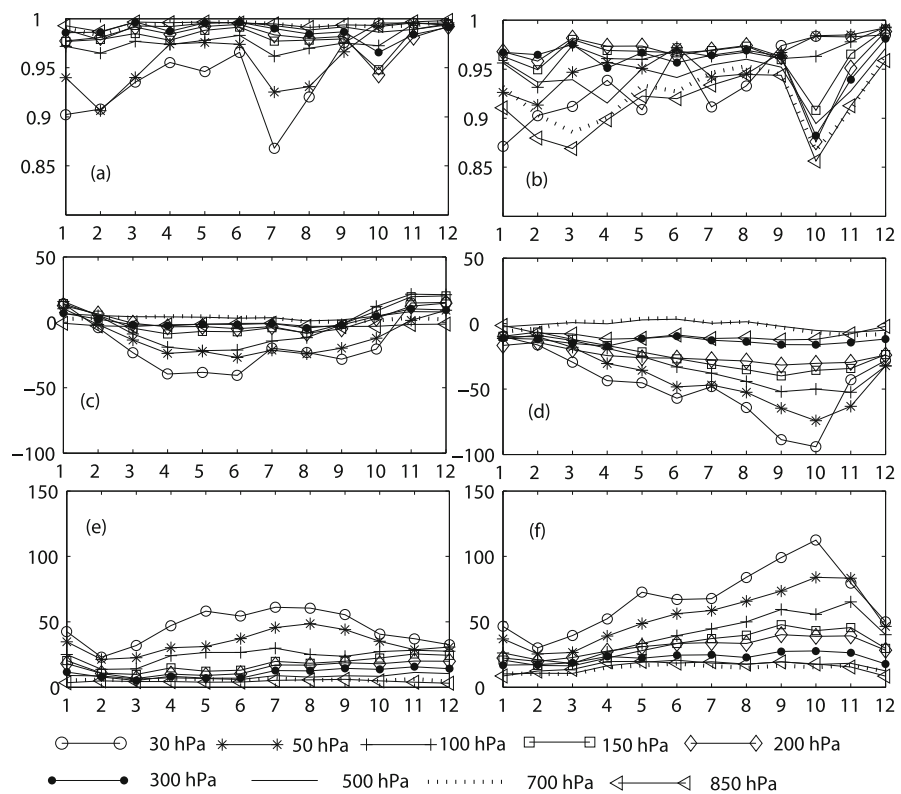 1 1
0.95 0.95
0.9 0.9
0.85 (a) 0.85 (b)
1 2 3 4 5 6 7 8 9 10 11 12 1 2 3 4 5 6 7 8 9 10 11 12
50 50
0 0
−50 (c) −50 (d)
−100 −100
1 2 3 4 5 6 7 8 9 10 11 12 1 2 3 4 5 6 7 8 9 10 11 12
150 150
(e) (f)
100 100
50 50
0 0
1 2 3 4 5 6 7 8 9 10 11 12 1 2 3 4 5 6 7 8 9 10 11 12
30 hPa 50 hPa 100 hPa 150 hPa 200 hPa
300 hPa 500 hPa 700 hPa 850 hPa